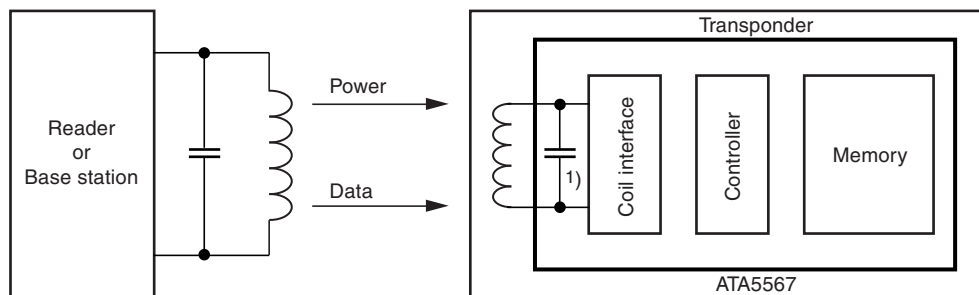 Reader
or
Base station
Power
Data
Transponder
1)
Coil interface
Controller
Memory
ATA5567